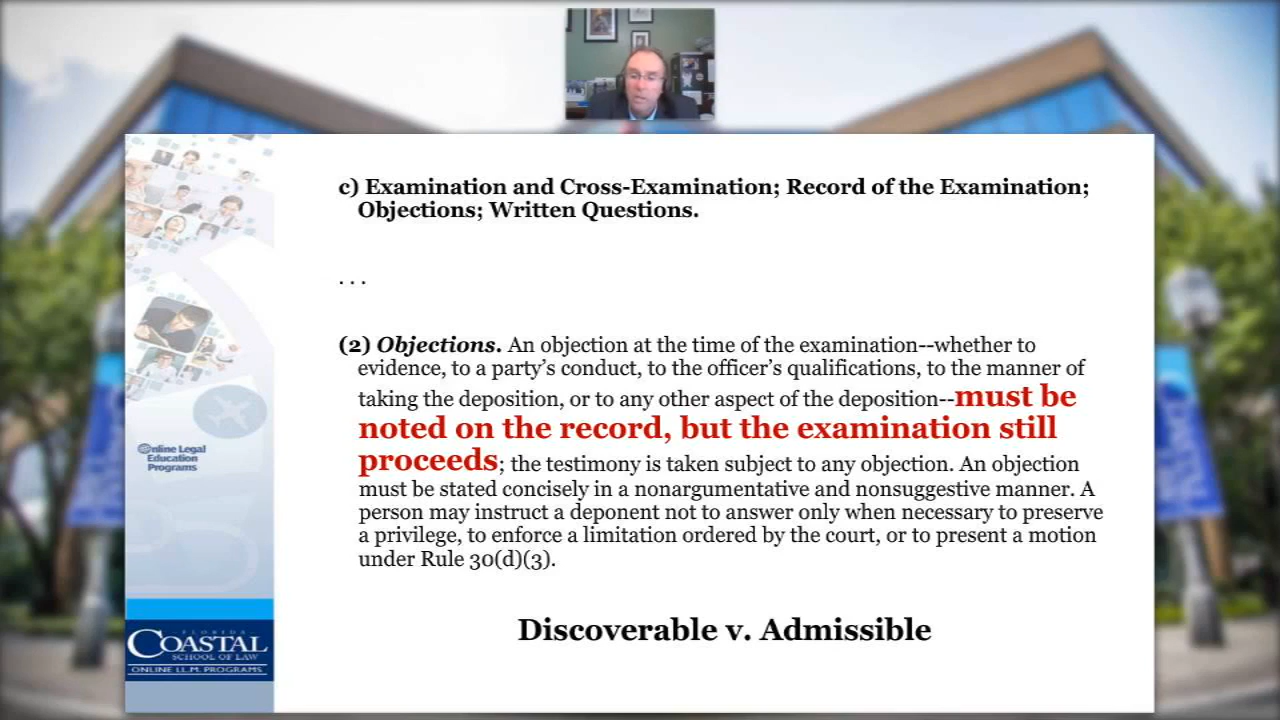 c) Examination and Cross-Examination; Record of the Examination;
Objections; Written Questions.
. . .
(2) Objections. An objection at the time of the examination--whether to
evidence, to a party's conduct, to the officer's qualifications, to the manner of
taking the deposition, or to any other aspect of the deposition--must be
noted on the record, but the examination still
proceeds; the testimony is taken subject to any objection. An objection
must be stated concisely in a nonargumentative and nonsuggestive manner. A
person may instruct a deponent not to answer only when necessary to preserve
a privilege, to enforce a limitation ordered by the court, or to present a motion
under Rule 30(d)(3).
Discoverable v. Admissible
Online Legal
Education
Programs
FLORIDA
COASTAL
SCHOOL OF LAW
ONLINE LL.M. PROGRAMS